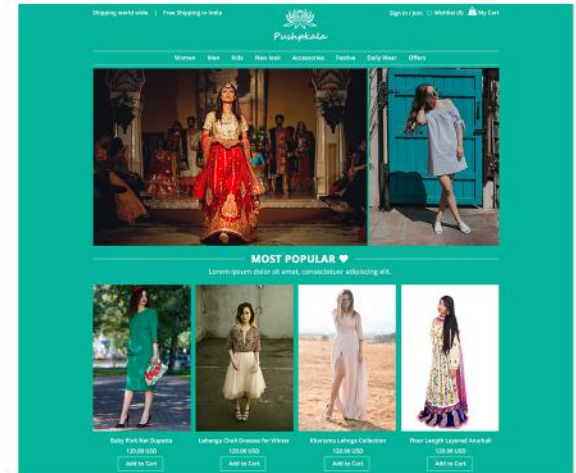 Shipping world wide | Free Shipping in India
Sign In / Join Wishlist (0) My Cart
Pushpkala
Women Men Kids New look Accessories Festive Daily Wear Offers
MOST POPULAR
Lorem ipsum dolor sit amet, consectetuer adipiscing elit.
Baby Pink Net Dupatta
120.00 USD
Add to Cart
Lehenga Choli Dresses for Winter
120.00 USD
Add to Cart
Kharisma Lehnga Collection
120.00 USD
Add to Cart
Floor Length Layered Anarkali
120.00 USD
Add to Cart